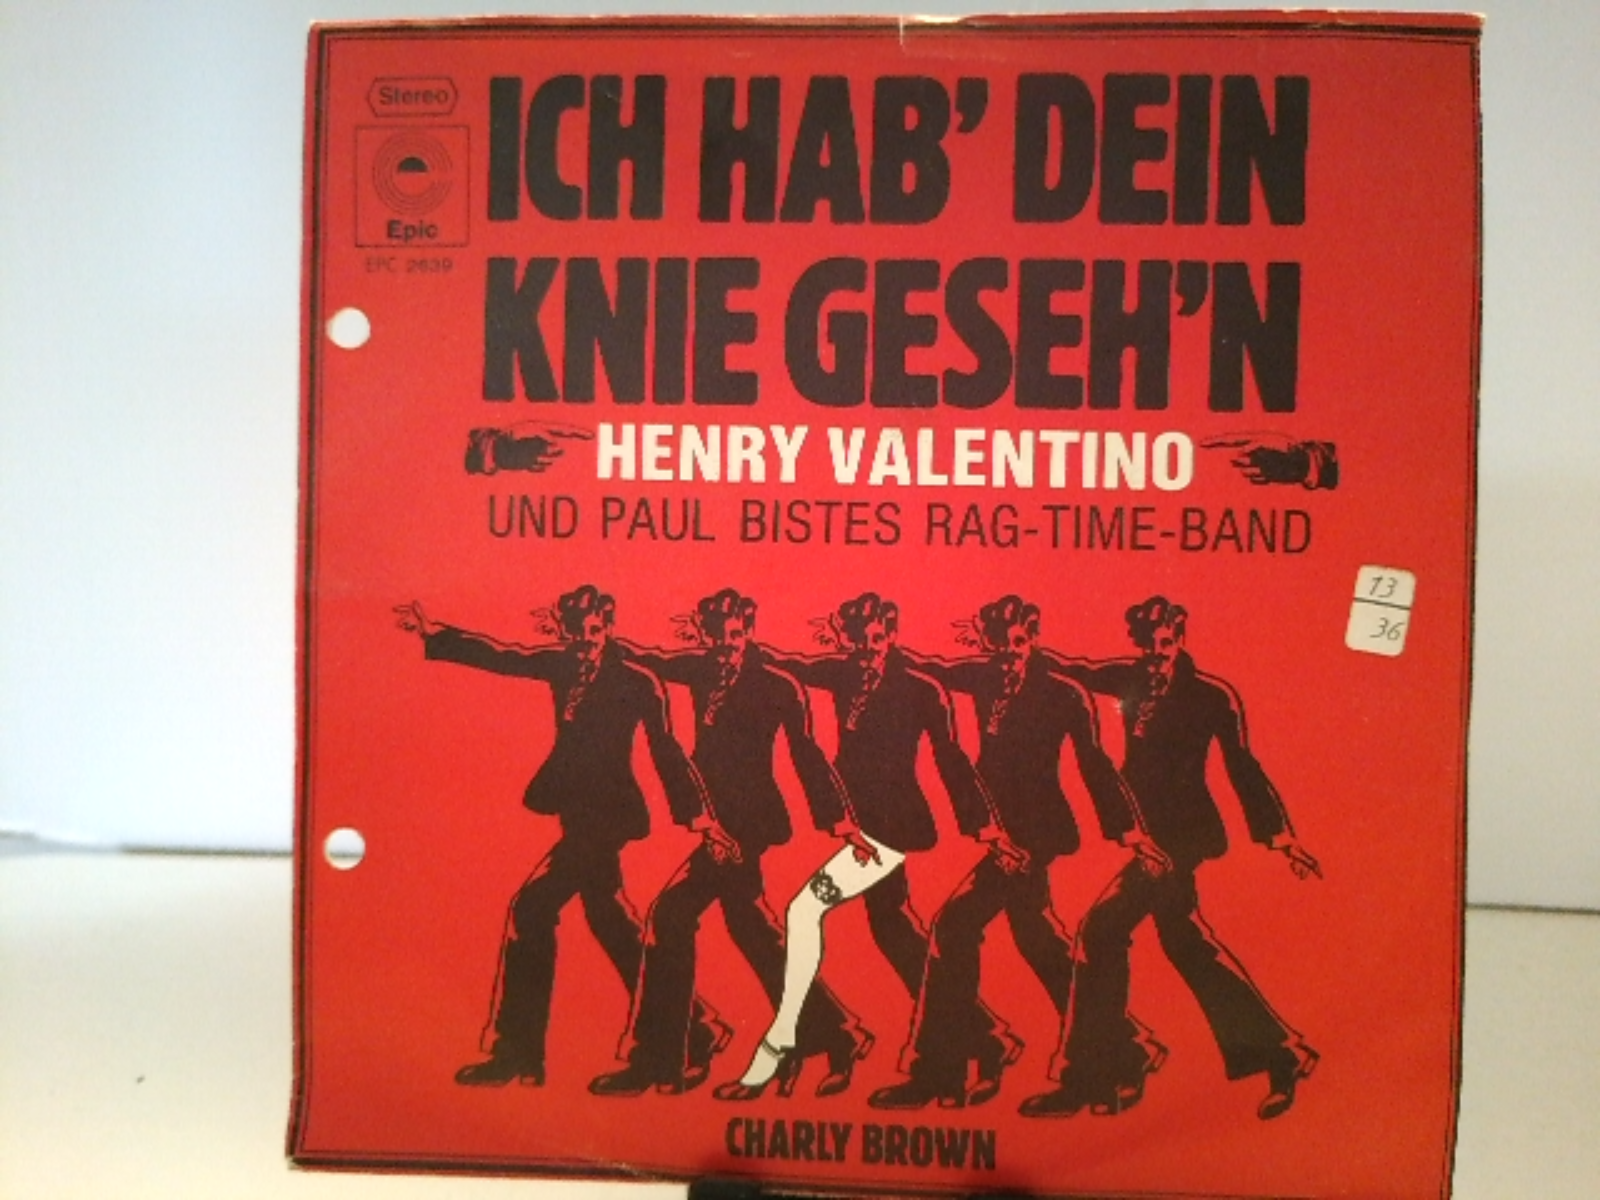 Stereo
Epic
EPC 2639
ICH HAB' DEIN
KNIE GESEH'N
HENRY VALENTINO
UND PAUL BISTES RAG-TIME-BAND
13
36
CHARLY BROWN